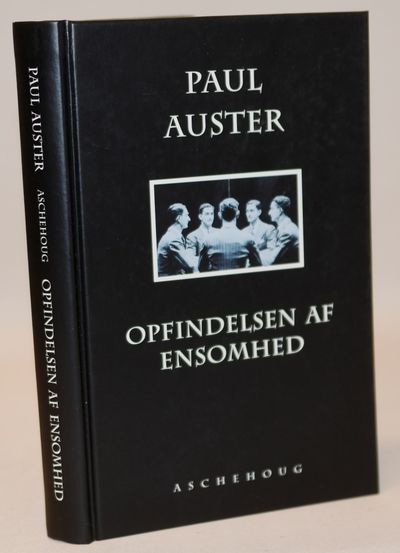 PAUL
AUSTER
OPFINDELSEN AF
ENSOMHED
ASCHEHOUG
PAUL AUSTER ASCHEHOUG OPFINDELSEN AF ENSOMHED